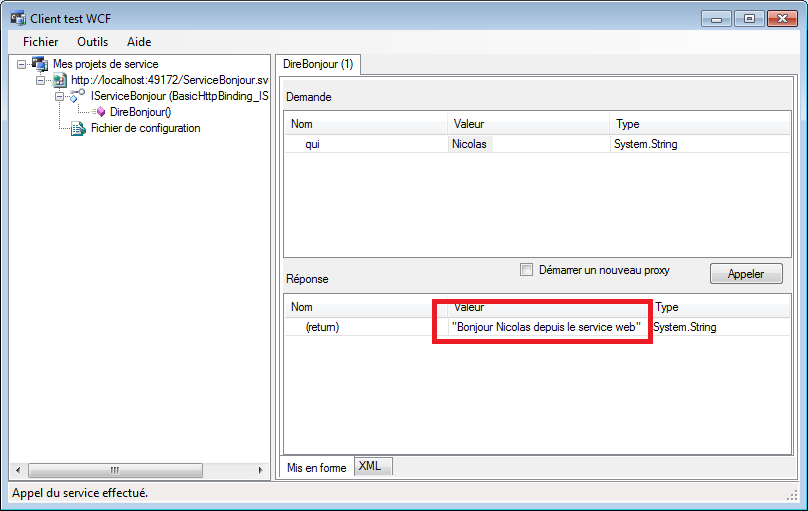 Client test WCF
Fichier Outils Aide
Mes projets de service
http://localhost:49172/ServiceBonjour.sv
IServiceBonjour (BasicHttpBinding_IS
DireBonjour()
Fichier de configuration
DireBonjour (1)
Demande
Nom Valeur Type
qui Nicolas System.String
Démarrer un nouveau proxy Appeler
Réponse
Nom Valeur Type
(return) "Bonjour Nicolas depuis le service web" System.String
Mis en forme XML
Appel du service effectué.